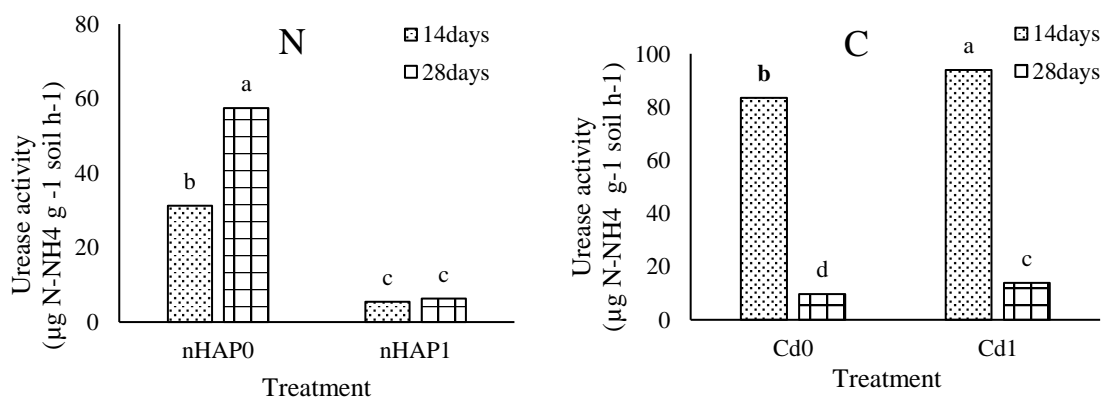 N
14days
28days
80
60
40
20
0
Urease activity
(µg N-NH4 g -1 soil h-1)
b
a
c
c
nHAP0
nHAP1
Treatment
C
14days
28days
100
80
60
40
20
0
Urease activity
(µg N-NH4 g-1 soil h-1)
b
d
a
c
Cd0
Cd1
Treatment